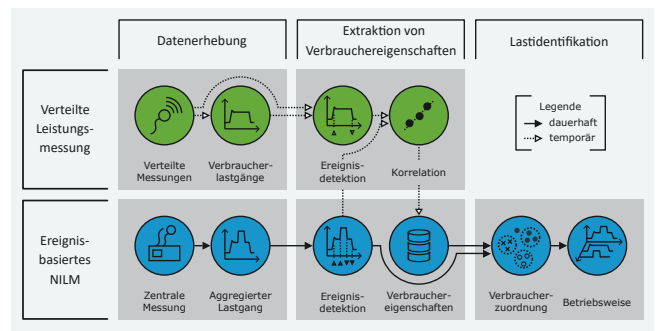 Datenerhebung
Extraktion von
Verbrauchereigenschaften
Lastidentifikation
Verteilte
Leistungs-
messung
Verteilte
Messungen
Verbraucher-
lastgänge
Ereignis-
detektion
Korrelation
Legende
dauerhaft
temporär
Ereignis-
basiertes
NILM
Zentrale
Messung
Aggregierter
Lastgang
Ereignis-
detektion
Verbraucher-
eigenschaften
Verbraucher-
zuordnung
Betriebsweise